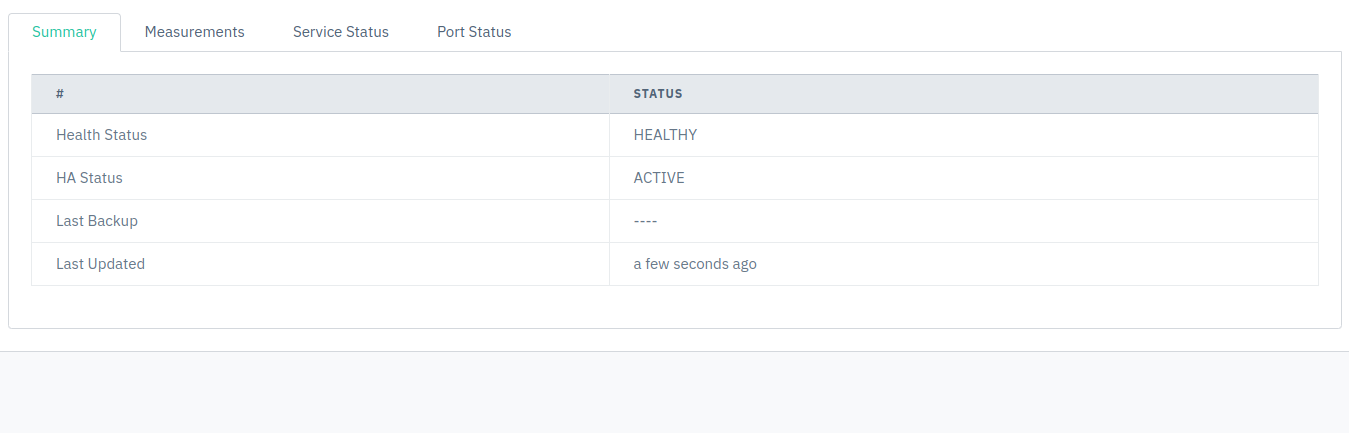 Summary Measurements Service Status Port Status
# STATUS
Health Status HEALTHY
HA Status ACTIVE
Last Backup ----
Last Updated a few seconds ago